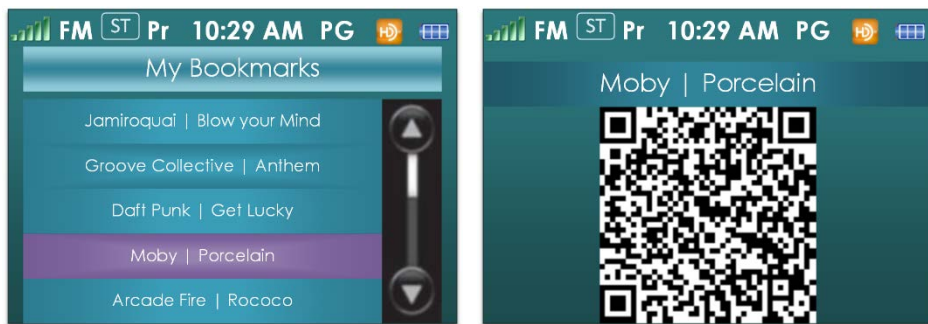 FM ST Pr 10:29 AM PG HD
My Bookmarks
Jamiroquai | Blow your Mind
Groove Collective | Anthem
Daft Punk | Get Lucky
Moby | Porcelain
Arcade Fire | Rococo
FM ST Pr 10:29 AM PG HD
Moby | Porcelain